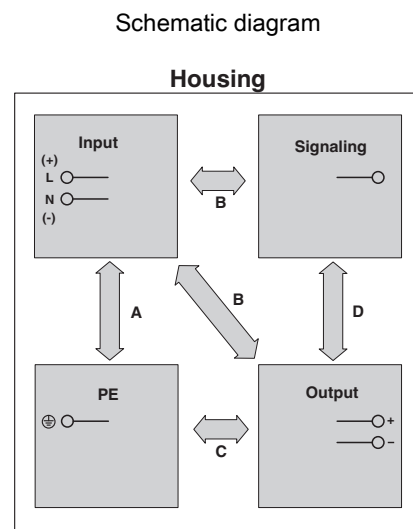 Schematic diagram
Housing
Input
(+)
L
N
(-)
Signaling
B
A
B
D
PE
Output
+
−
C